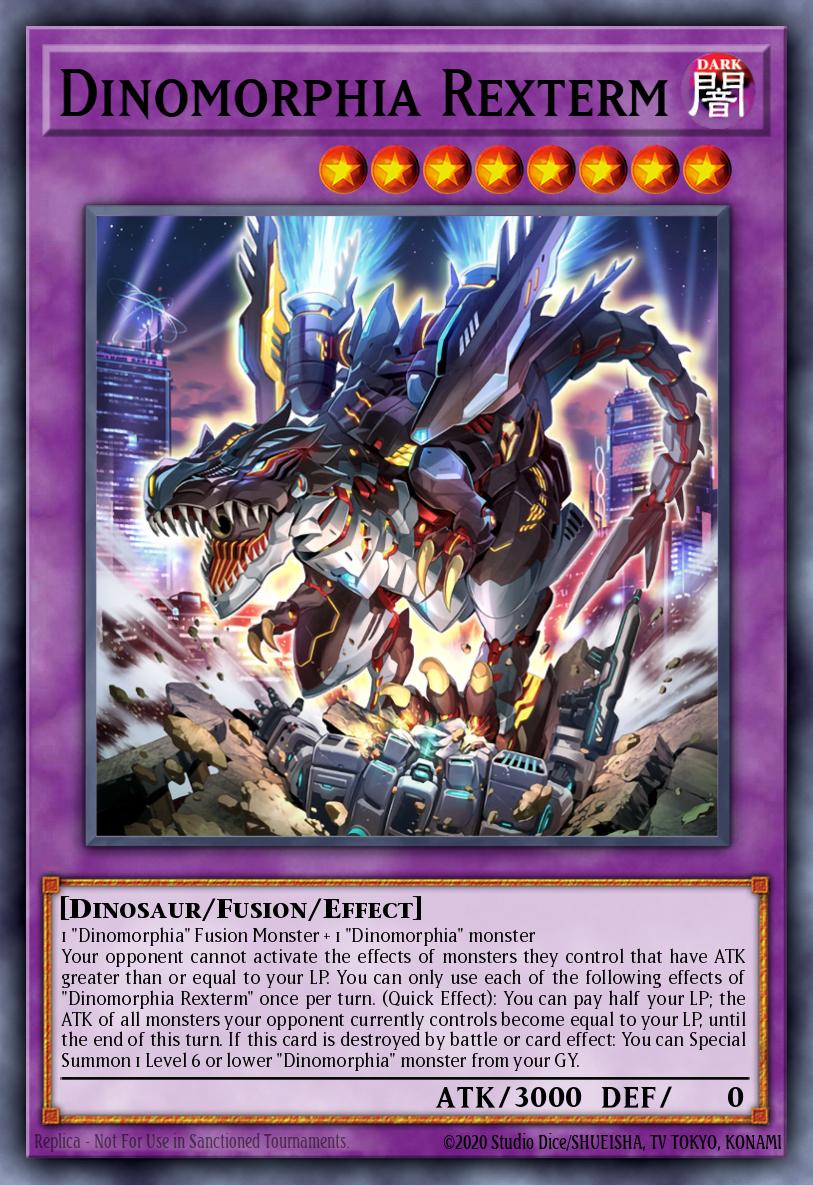 Dinomorphia Rexterm
DARK
闇
[Dinosaur/Fusion/Effect]
1 "Dinomorphia" Fusion Monster + 1 "Dinomorphia" monster
Your opponent cannot activate the effects of monsters they control that have ATK
greater than or equal to your LP. You can only use each of the following effects of
"Dinomorphia Rexterm" once per turn. (Quick Effect): You can pay half your LP; the
ATK of all monsters your opponent currently controls become equal to your LP, until
the end of this turn. If this card is destroyed by battle or card effect: You can Special
Summon 1 Level 6 or lower "Dinomorphia" monster from your GY.
ATK/3000 DEF/ 0
Replica - Not For Use in Sanctioned Tournaments.
©2020 Studio Dice/SHUEISHA, TV TOKYO, KONAMI